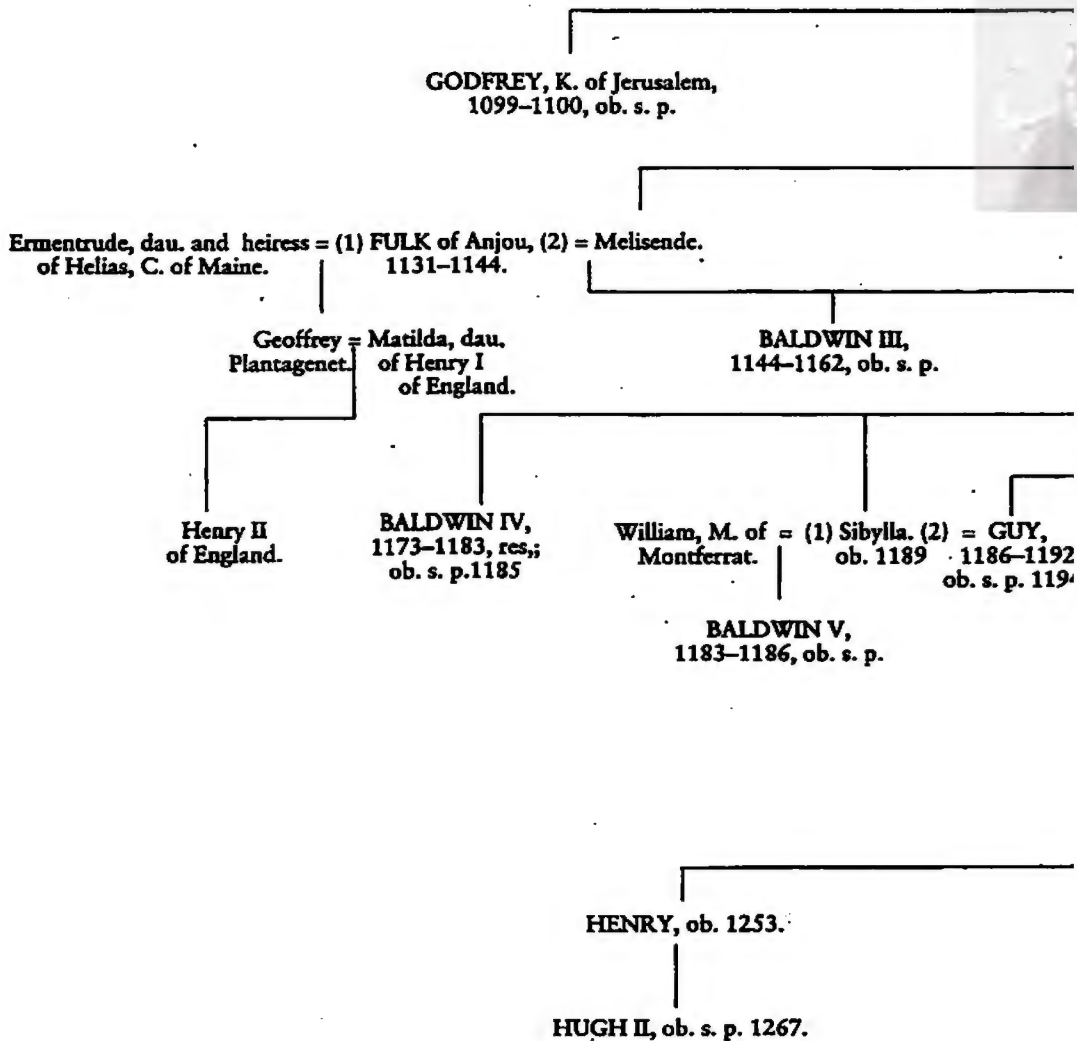 GODFREY, K. of Jerusalem,
1099–1100, ob. s. p.
Ermentrude, dau. and heiress = (1) FULK of Anjou, (2) = Melisende.
of Helias, C. of Maine. 1131–1144.
Geoffrey = Matilda, dau.
Plantagenet. of Henry I
of England.
BALDWIN III,
1144–1162, ob. s. p.
Henry II
of England.
BALDWIN IV,
1173–1183, res,;
ob. s. p.1185
William, M. of = (1) Sibylla. (2) = GUY,
Montferrat. ob. 1189 1186–1192
ob. s. p. 119
BALDWIN V,
1183–1186, ob. s. p.
HENRY, ob. 1253.
HUGH II, ob. s. p. 1267.